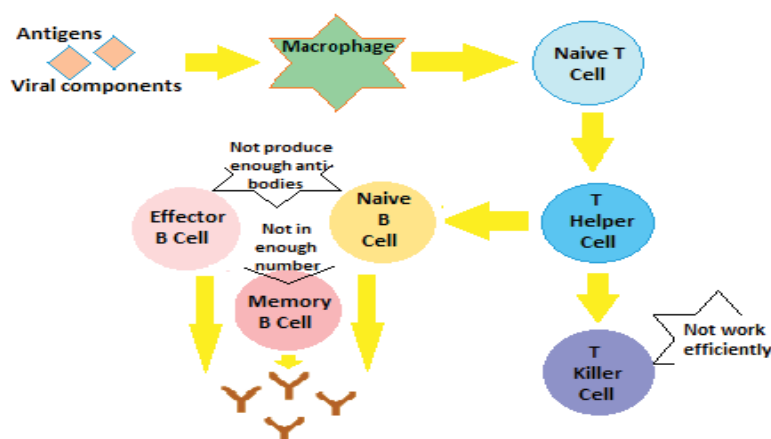 Antigens
Viral components
Macrophage
Naive T
Cell
Not produce
enough anti
bodies
Effector
B Cell
Naive
B
Cell
T
Helper
Cell
Not in
enough
number
Memory
B Cell
Not work
efficiently
T
Killer
Cell